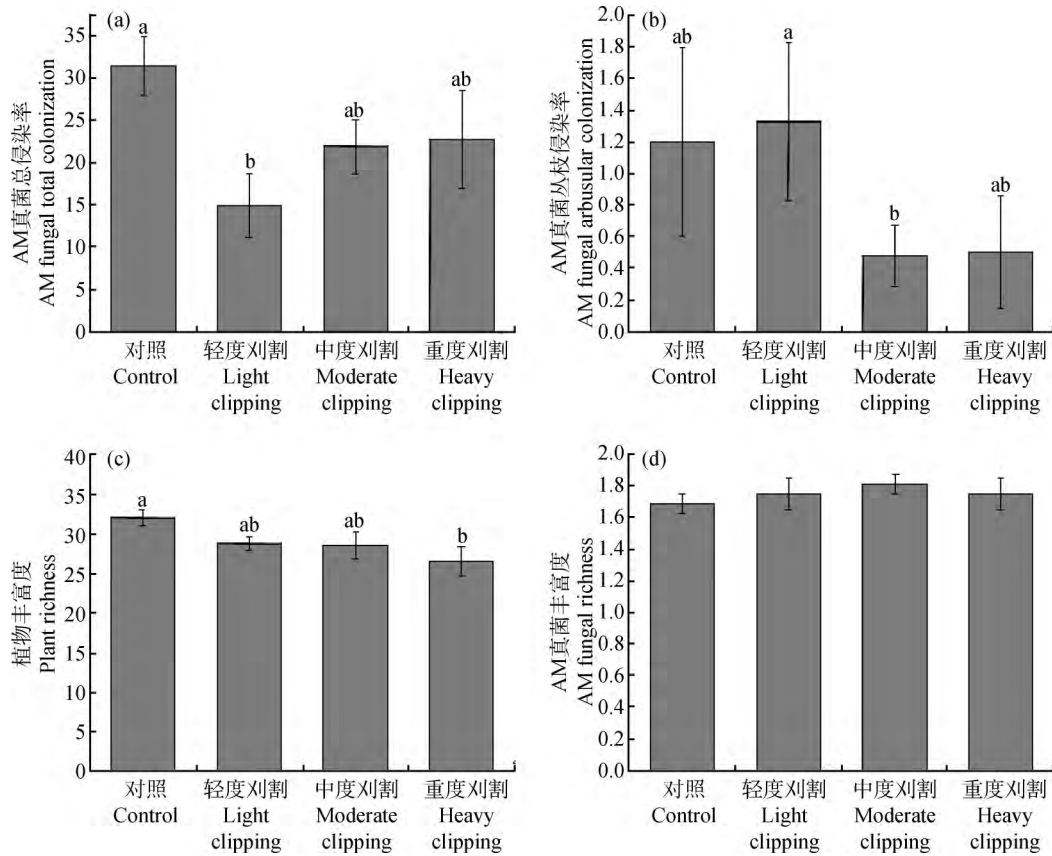 (a)
AM真菌总侵染率
AM fungal total colonization
35
30
25
20
15
10
5
0
a
b
ab
ab
对照 轻度刈割 中度刈割 重度刈割
Control Light Moderate Heavy
clipping clipping clipping
(b)
AM真菌丛枝侵染率
AM fungal arbusular colonization
2.0
1.8
1.6
1.4
1.2
1.0
0.8
0.6
0.4
0.2
0.0
ab
a
b
ab
对照 轻度刈割 中度刈割 重度刈割
Control Light Moderate Heavy
clipping clipping clipping
(c)
植物丰富度
Plant richness
40
35
30
25
20
15
10
5
0
a
ab
ab
b
对照 轻度刈割 中度刈割 重度刈割
Control Light Moderate Heavy
clipping clipping clipping
(d)
AM真菌丰富度
AM fungal richness
2.0
1.8
1.6
1.4
1.2
1.0
0.8
0.6
0.4
0.2
0.0
对照 轻度刈割 中度刈割 重度刈割
Control Light Moderate Heavy
clipping clipping clipping